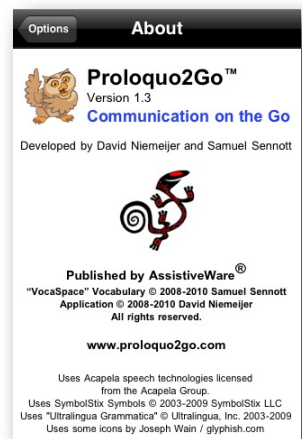 Options
About
Proloquo2Go™
Version 1.3
Communication on the Go
Developed by David Niemeijer and Samuel Sennott
Published by AssistiveWare®
“VocaSpace” Vocabulary © 2008-2010 Samuel Sennott
Application © 2008-2010 David Niemeijer
All rights reserved.
www.proloquo2go.com
Uses Acapela speech technologies licensed
from the Acapela Group.
Uses SymbolStix Symbols © 2003-2009 SymbolStix LLC
Uses "Ultralingua Grammatica" © Ultralingua, Inc. 2003-2009
Uses some icons by Joseph Wain / glyphish.com